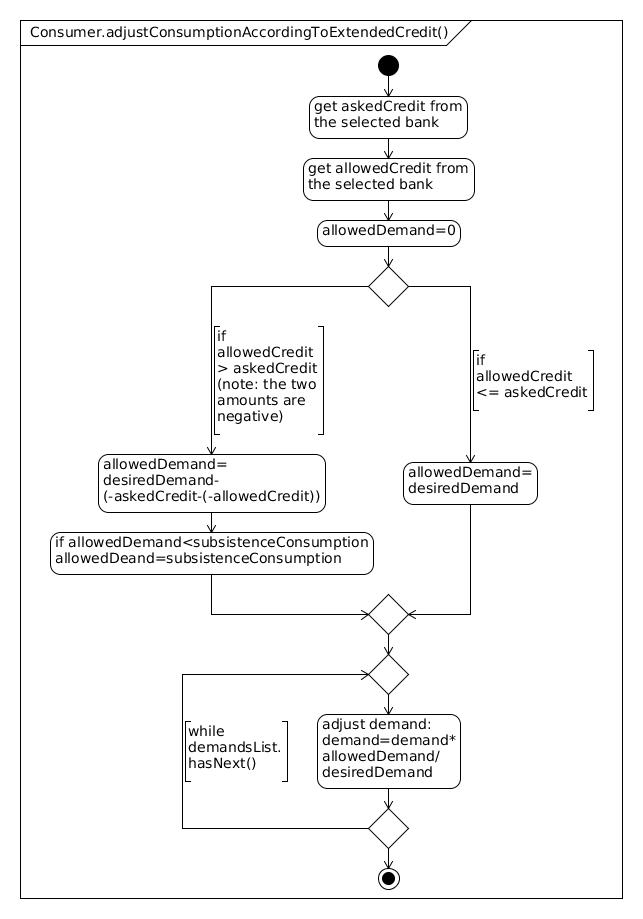 Consumer.adjustConsumptionAccordingToExtendedCredit()
get askedCredit from
the selected bank
get allowedCredit from
the selected bank
allowedDemand=0
if
allowedCredit
> askedCredit
(note: the two
amounts are
negative)
if
allowedCredit
<= askedCredit
allowedDemand=
desiredDemand-
(-askedCredit-(-allowedCredit))
allowedDemand=
desiredDemand
if allowedDemand<subsistenceConsumption
allowedDeand=subsistenceConsumption
while
demandsList.
hasNext()
adjust demand:
demand=demand*
allowedDemand/
desiredDemand